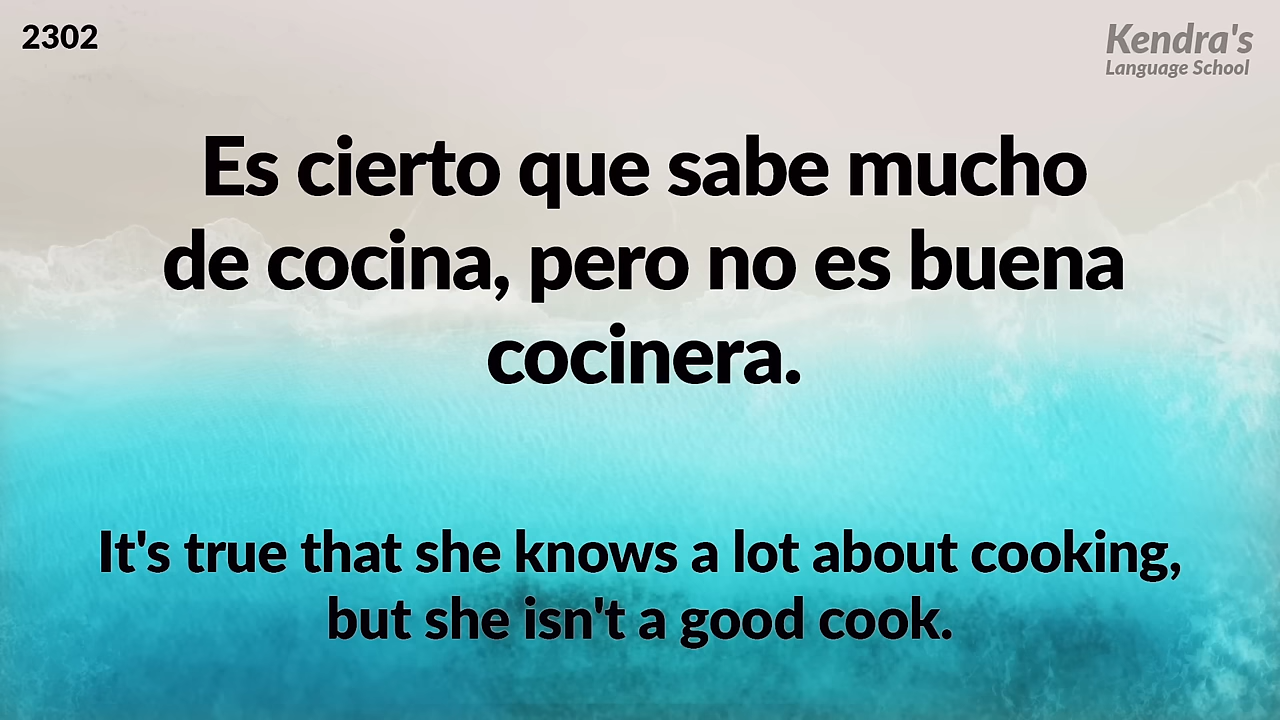 2302
Kendra's
Language School
Es cierto que sabe mucho
de cocina, pero no es buena
cocinera.
It's true that she knows a lot about cooking,
but she isn't a good cook.